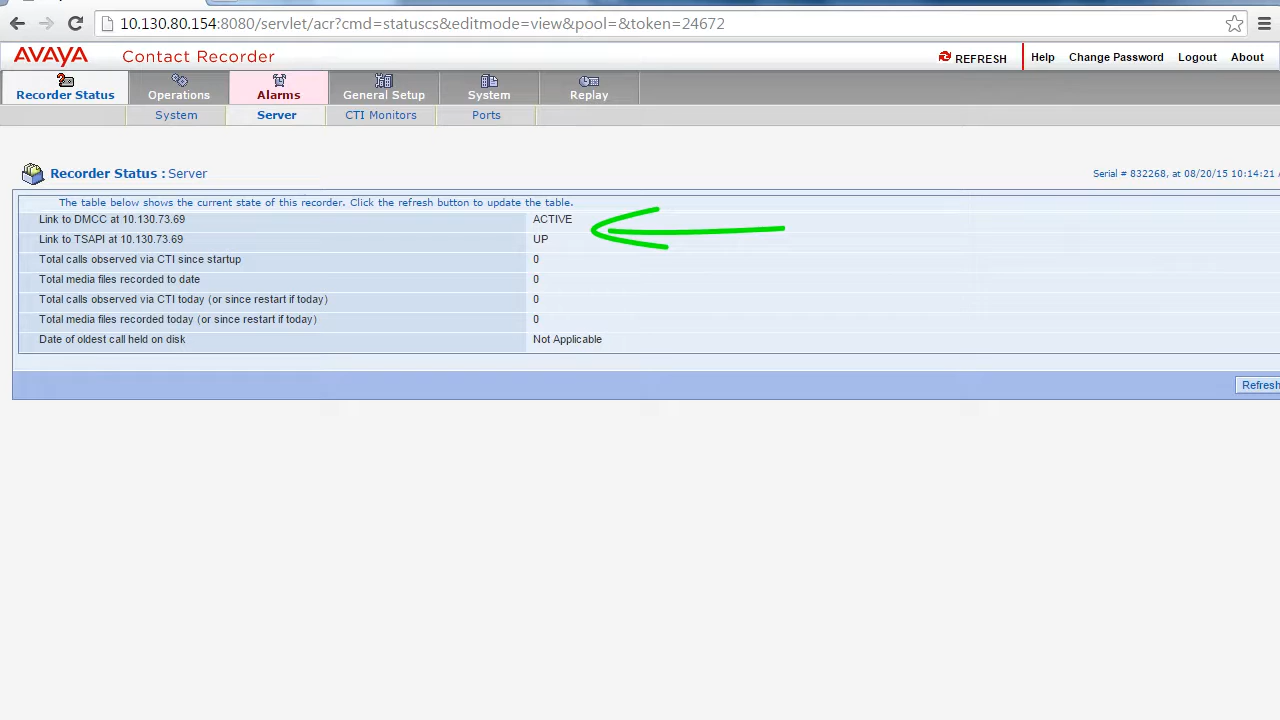 10.130.80.154:8080/servlet/acr?cmd=statuscs&editmode=view&pool=&token=24672
AVAYA Contact Recorder REFRESH Help Change Password Logout About
Recorder Status Operations Alarms General Setup System Replay
System Server CTI Monitors Ports
Recorder Status : Server Serial # 832268, at 08/20/15 10:14:21
The table below shows the current state of this recorder. Click the refresh button to update the table.
Link to DMCC at 10.130.73.69 ACTIVE
Link to TSAPI at 10.130.73.69 UP
Total calls observed via CTI since startup 0
Total media files recorded to date 0
Total calls observed via CTI today (or since restart if today) 0
Total media files recorded today (or since restart if today) 0
Date of oldest call held on disk Not Applicable
Refresh